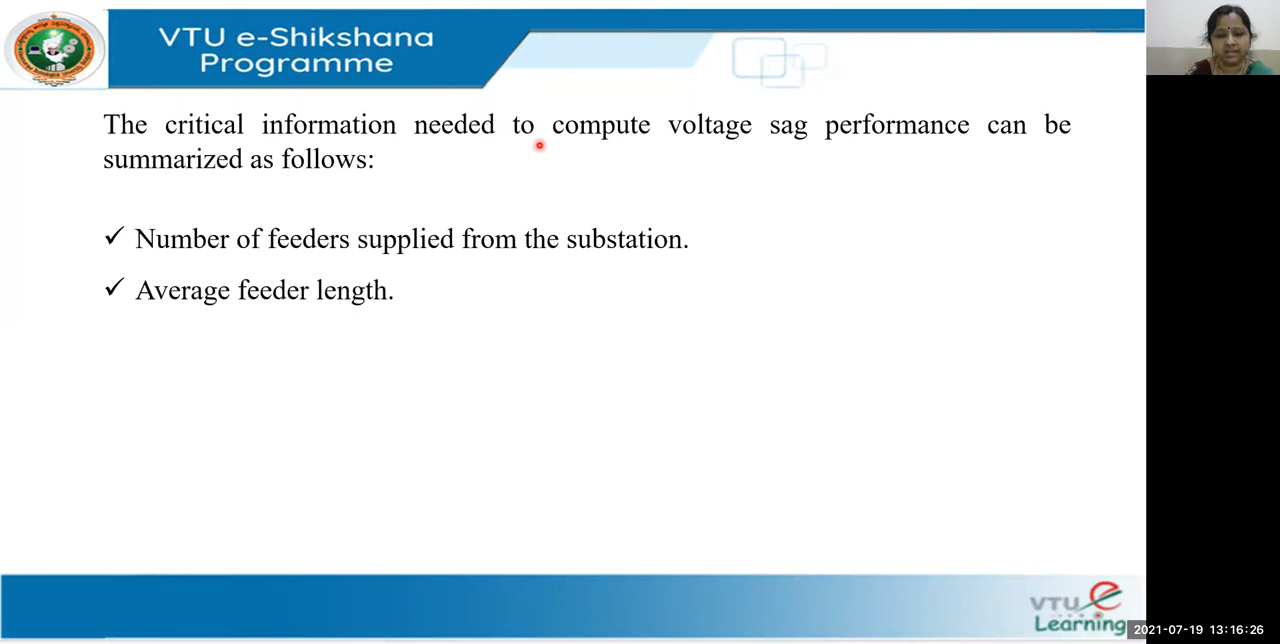 VTU e-Shikshana
Programme
The critical information needed to compute voltage sag performance can be
summarized as follows:
✓ Number of feeders supplied from the substation.
✓ Average feeder length.
VTU e
Learning
2021-07-19 13:16:26